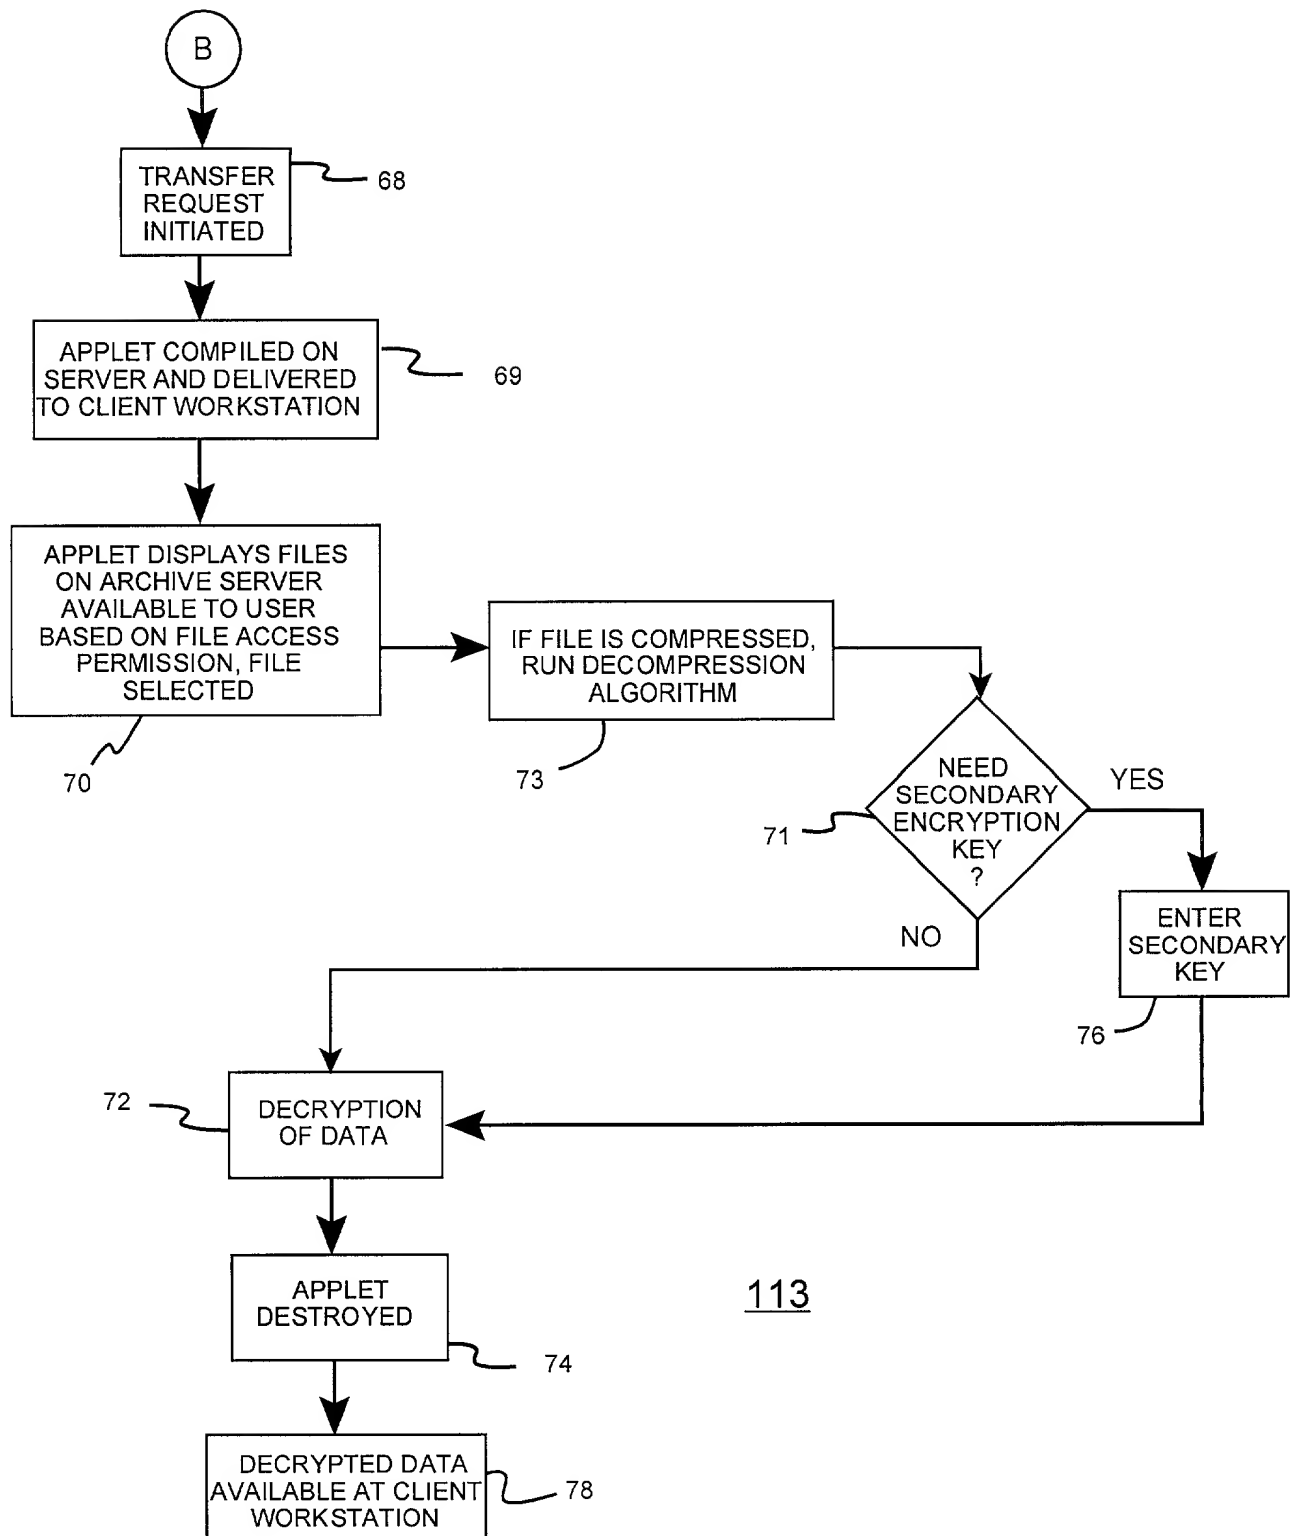 B
TRANSFER
REQUEST
INITIATED
68
APPLET COMPILED ON
SERVER AND DELIVERED
TO CLIENT WORKSTATION
69
APPLET DISPLAYS FILES
ON ARCHIVE SERVER
AVAILABLE TO USER
BASED ON FILE ACCESS
PERMISSION, FILE
SELECTED
70
IF FILE IS COMPRESSED,
RUN DECOMPRESSION
ALGORITHM
73
NEED
SECONDARY
ENCRYPTION
KEY
?
71
YES
NO
ENTER
SECONDARY
KEY
76
DECRYPTION
OF DATA
72
APPLET
DESTROYED
74
113
DECRYPTED DATA
AVAILABLE AT CLIENT
WORKSTATION
78